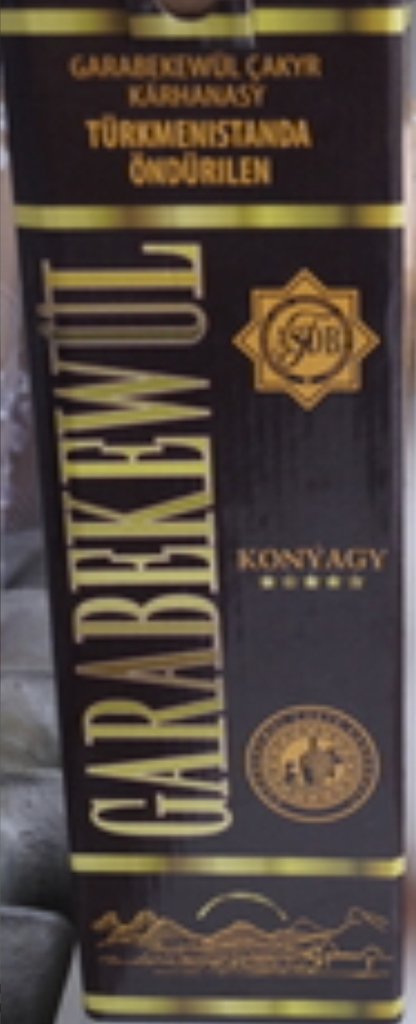 GARABEKEWÜL ÇAKYR
KÄRHANASY
TÜRKMENISTANDA
ÖNDÜRILEN
GARABEKEWÜL
KONÝAGY